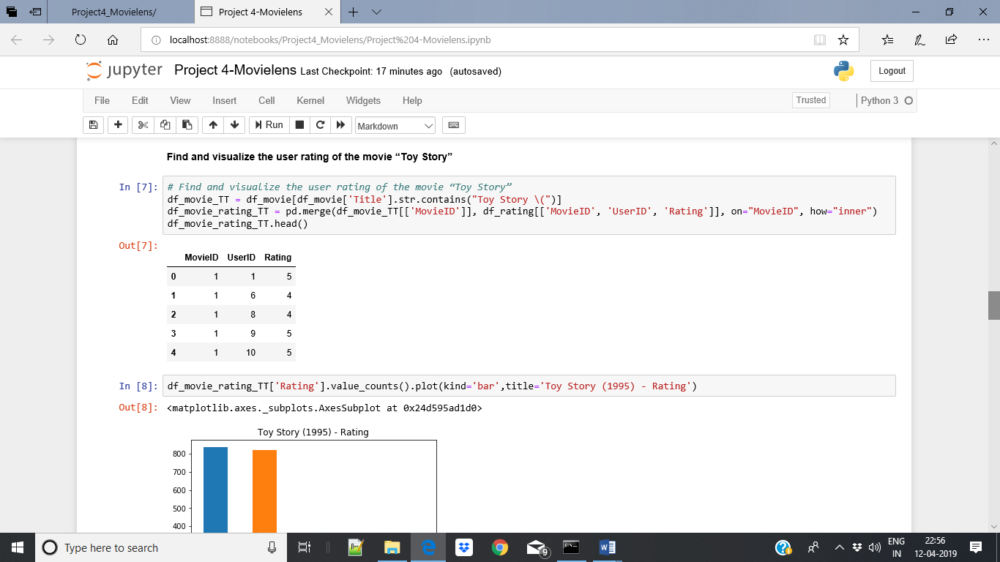 Project4_Movielens/
Project 4-Movielens
localhost:8888/notebooks/Project4_Movielens/Project%204-Movielens.ipynb
jupyter Project 4-Movielens Last Checkpoint: 17 minutes ago (autosaved)
Logout
File Edit View Insert Cell Kernel Widgets Help
Trusted
Python 3
Run
Markdown
Find and visualize the user rating of the movie “Toy Story”
In [7]: # Find and visualize the user rating of the movie “Toy Story”
df_movie_TT = df_movie[df_movie['Title'].str.contains("Toy Story \(")]
df_movie_rating_TT = pd.merge(df_movie_TT[['MovieID']], df_rating[['MovieID', 'UserID', 'Rating']], on="MovieID", how="inner")
df_movie_rating_TT.head()
Out[7]:
MovieID UserID Rating
0 1 1 5
1 1 6 4
2 1 8 4
3 1 9 5
4 1 10 5
In [8]: df_movie_rating_TT['Rating'].value_counts().plot(kind='bar',title='Toy Story (1995) - Rating')
Out[8]: <matplotlib.axes._subplots.AxesSubplot at 0x24d595ad1d0>
Toy Story (1995) - Rating
800
700
600
500
400
Type here to search
9
ENG
IN
22:56
12-04-2019